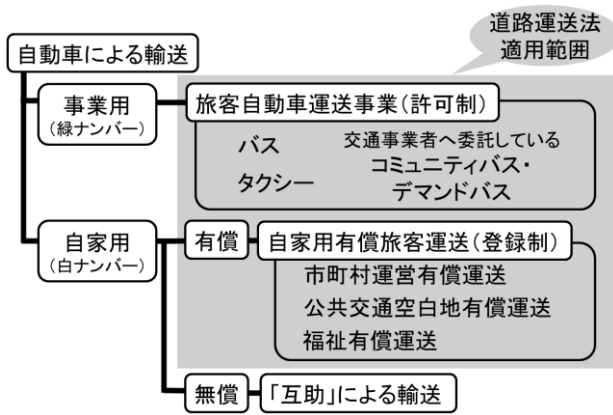 道路運送法
適用範囲
自動車による輸送
事業用
(緑ナンバー)
旅客自動車運送事業(許可制)
バス
タクシー
交通事業者へ委託している
コミュニティバス・
デマンドバス
自家用
(白ナンバー)
有償
自家用有償旅客運送(登録制)
市町村運営有償運送
公共交通空白地有償運送
福祉有償運送
無償
「互助」による輸送